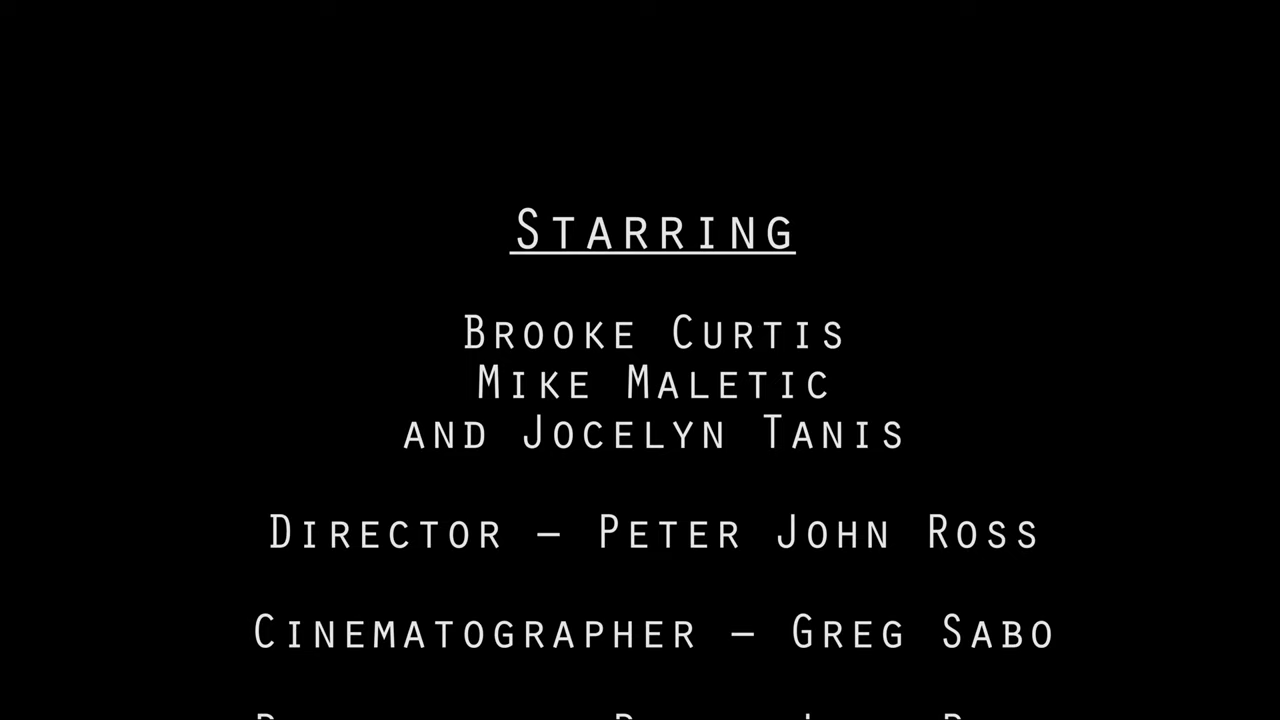 Starring
Brooke Curtis
Mike Maletic
and Jocelyn Tanis
Director – Peter John Ross
Cinematographer – Greg Sabo